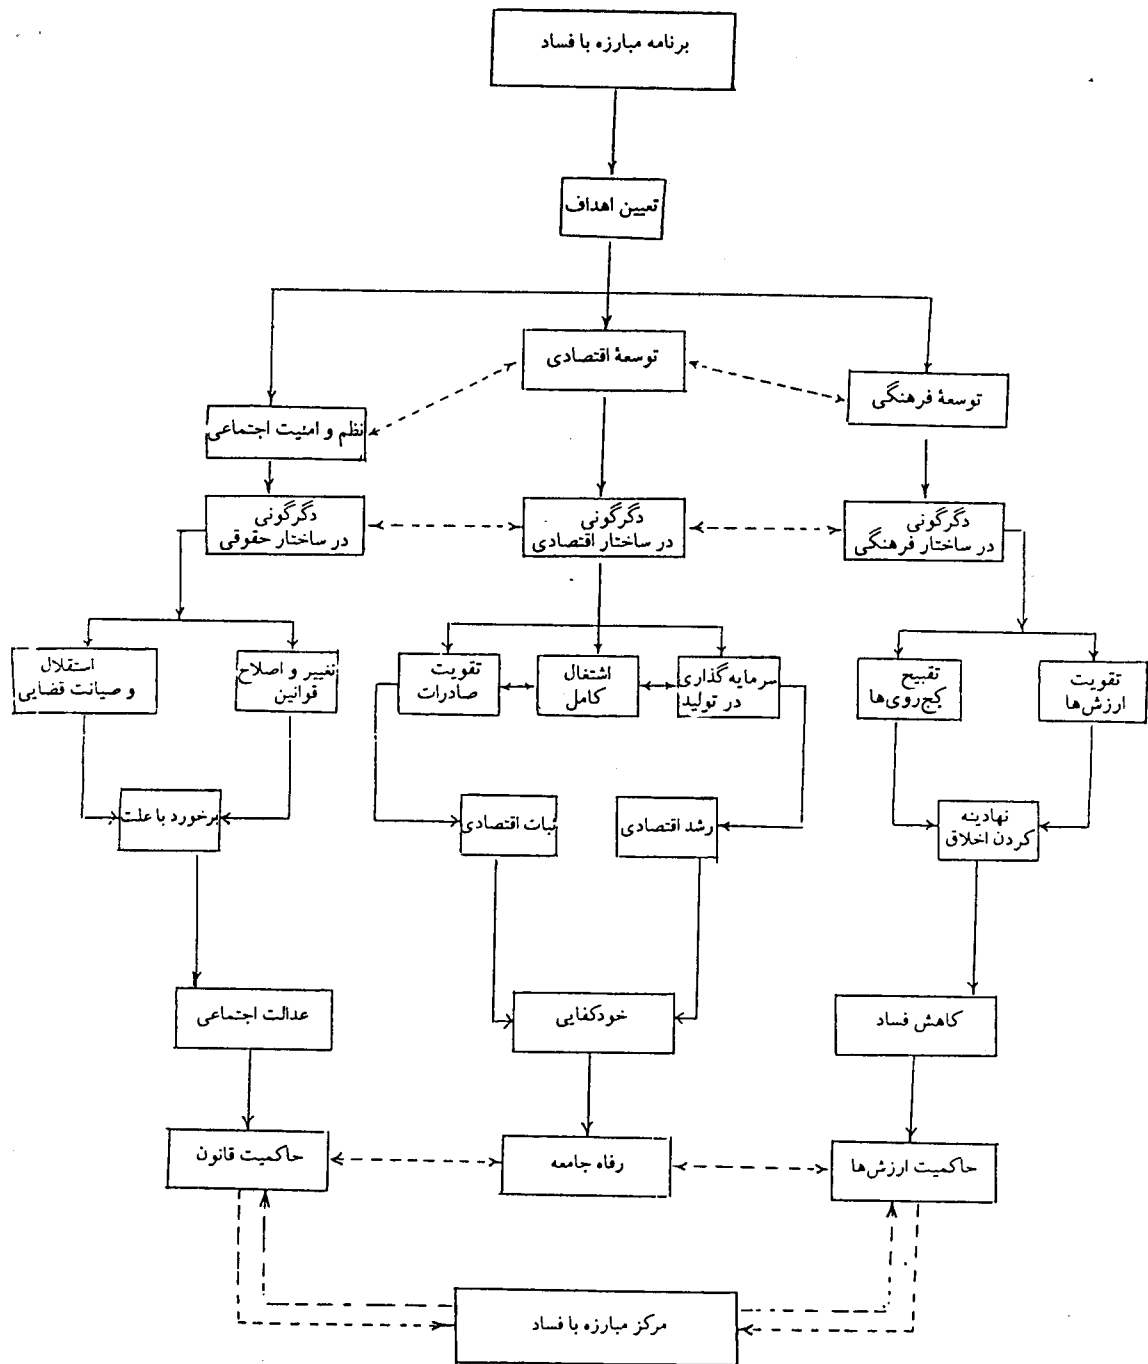 برنامه مبارزه با فساد
تعیین اهداف
توسعهٔ اقتصادی
توسعهٔ فرهنگی
نظم و امنیت اجتماعی
دگرگونی
در ساختار فرهنگی
دگرگونی
در ساختار اقتصادی
دگرگونی
در ساختار حقوقی
تقویت
ارزش‌ها
تقبیح
کج‌روی‌ها
سرمایه‌گذاری
در تولید
اشتغال
کامل
تقویت
صادرات
تغییر و اصلاح
قوانین
استقلال
و صیانت قضایی
نهادینه
کردن اخلاق
رشد اقتصادی
ثبات اقتصادی
برخورد با علت
کاهش فساد
خودکفایی
عدالت اجتماعی
حاکمیت ارزش‌ها
رفاه جامعه
حاکمیت قانون
مرکز مبارزه با فساد